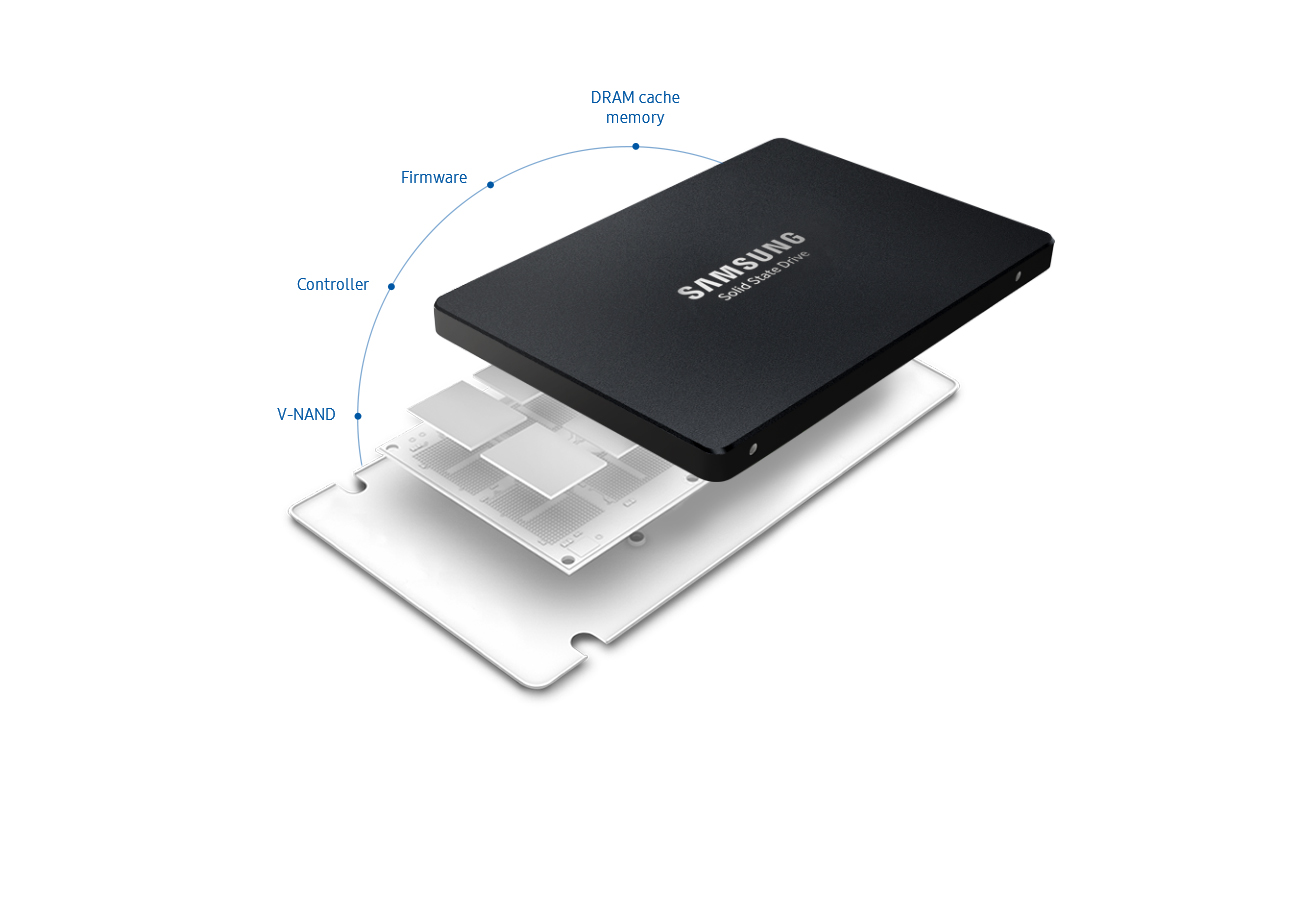 DRAM cache
memory
Firmware
Controller
V-NAND
SAMSUNG
Solid State Drive